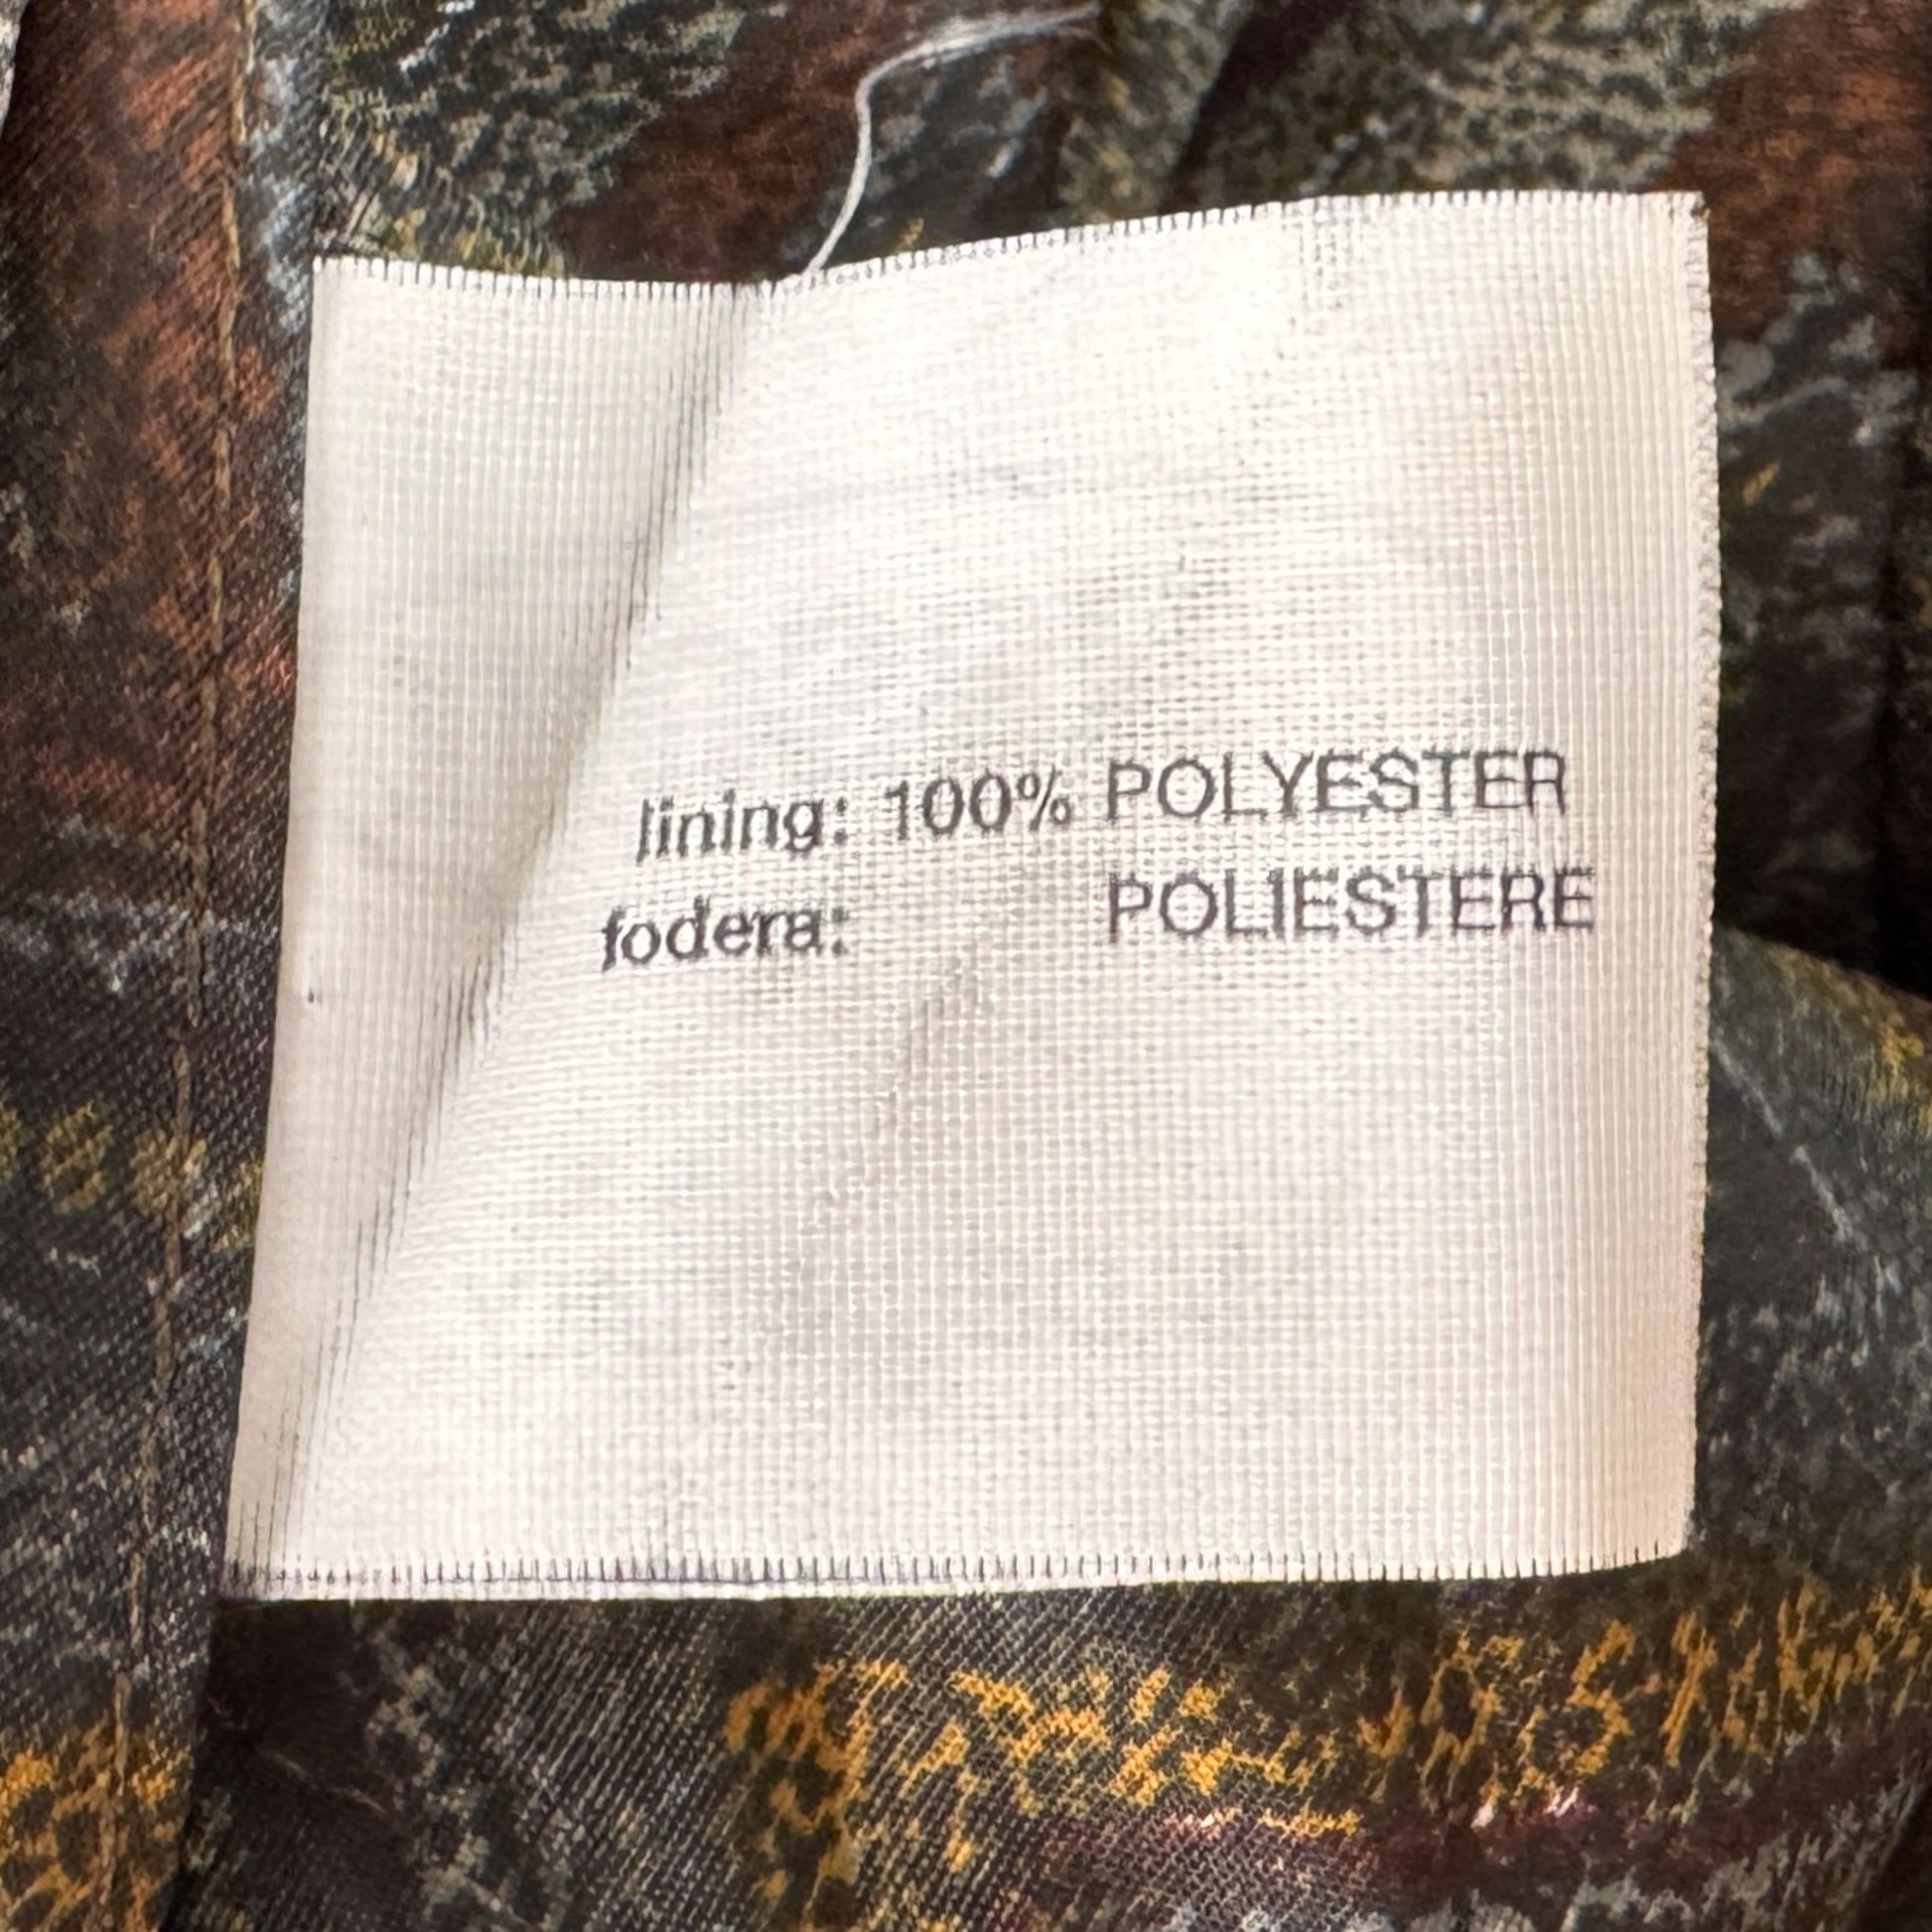 lining: 100% POLYESTER
fodera: POLIESTERE